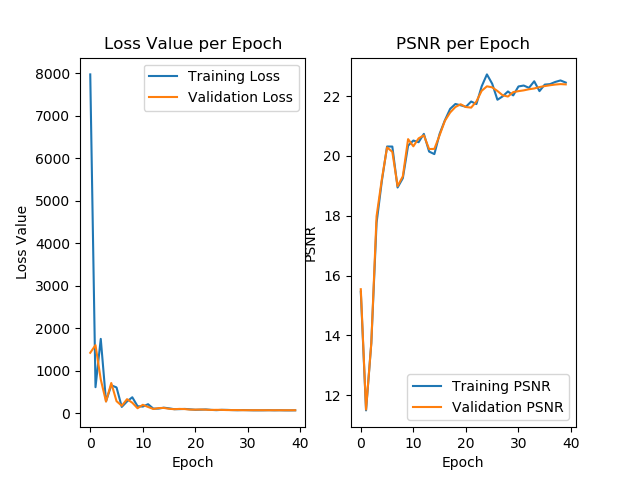 Loss Value per Epoch
8000
7000
6000
5000
4000
3000
2000
1000
0
Loss Value
Training Loss
Validation Loss
0
10
20
30
40
Epoch
PSNR per Epoch
22
20
18
16
14
12
PSNR
Training PSNR
Validation PSNR
0
10
20
30
40
Epoch